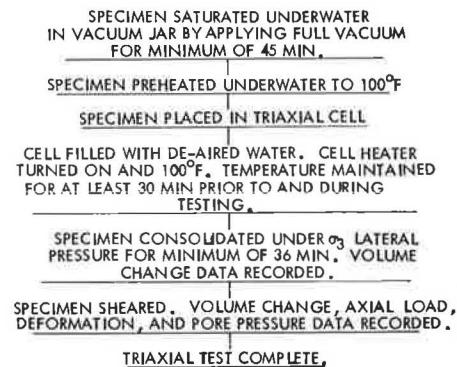 SPECIMEN SATURATED UNDERWATER
IN VACUUM JAR BY APPLYING FULL VACUUM
FOR MINIMUM OF 45 MIN.
SPECIMEN PREHEATED UNDERWATER TO 100°F
SPECIMEN PLACED IN TRIAXIAL CELL
CELL FILLED WITH DE-AIRED WATER. CELL HEATER
TURNED ON AND 100°F. TEMPERATURE MAINTAINED
FOR AT LEAST 30 MIN PRIOR TO AND DURING
TESTING.
SPECIMEN CONSOLIDATED UNDER σ3 LATERAL
PRESSURE FOR MINIMUM OF 36 MIN. VOLUME
CHANGE DATA RECORDED.
SPECIMEN SHEARED. VOLUME CHANGE, AXIAL LOAD,
DEFORMATION, AND PORE PRESSURE DATA RECORDED.
TRIAXIAL TEST COMPLETE.